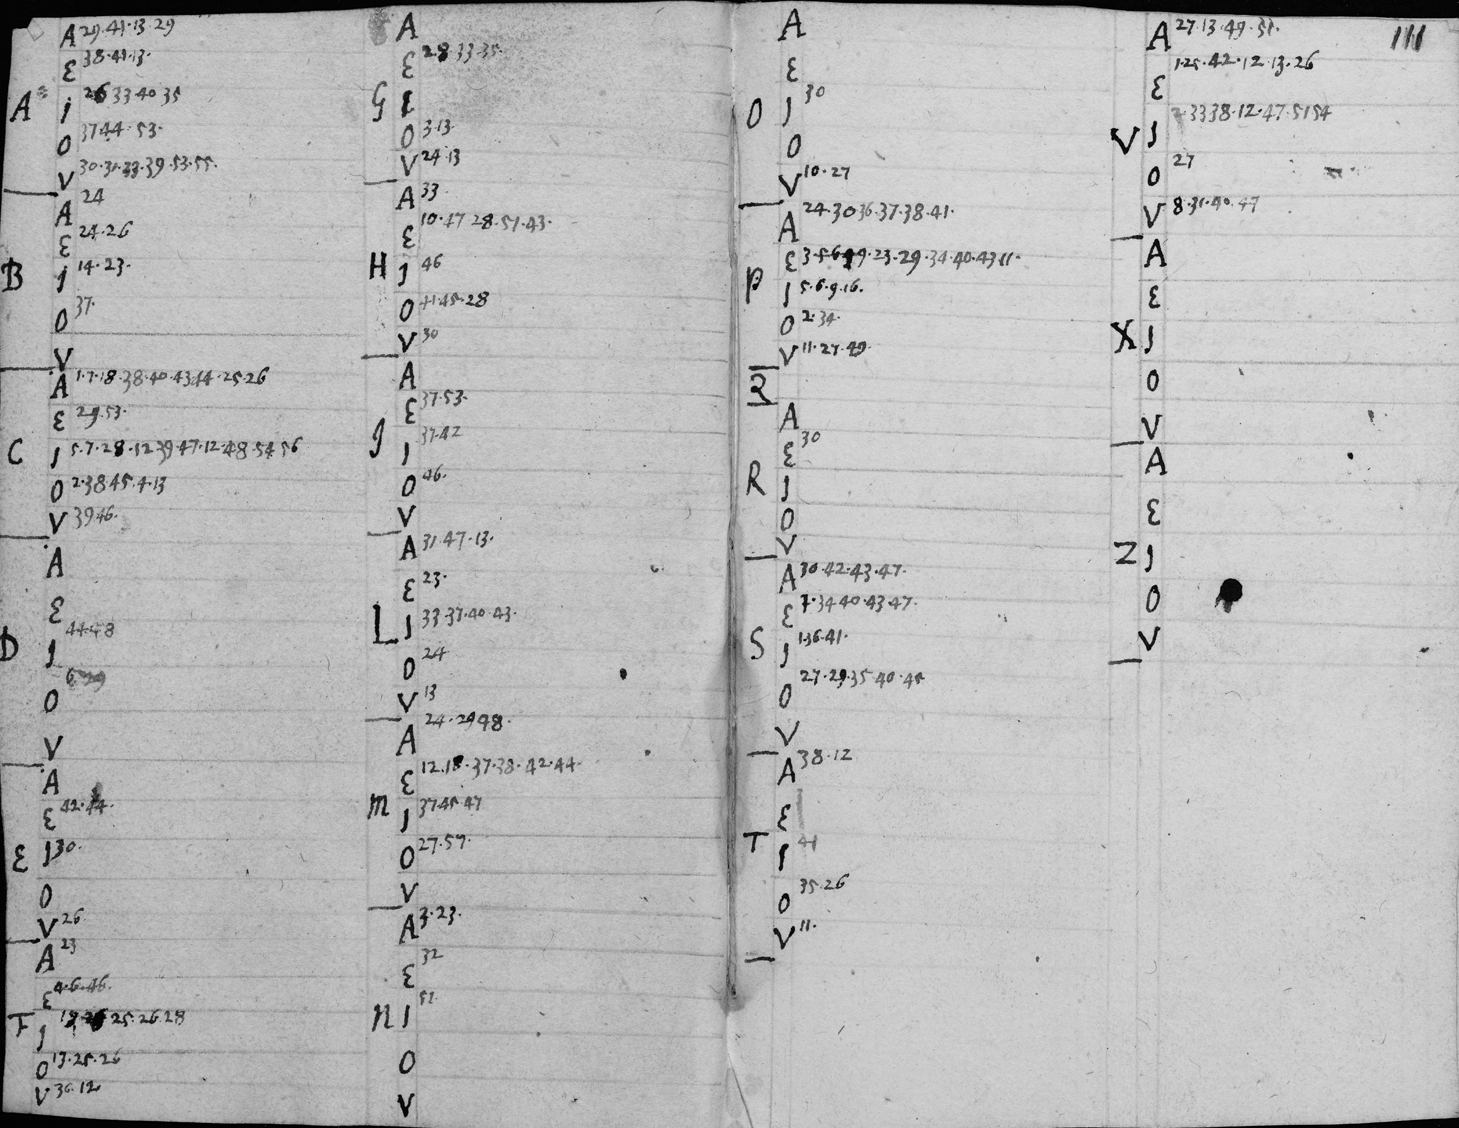 A
A 29.41.13.29
E 38.41.13.
I 26 33 40 35
O 37 44.53.
V 30.31.33.39.53.55.
B
A 24
E 24.26
I 14.23.
O 37.
V
C
A 1.7.18.38.40.43 44.25.26
E 29.53.
I 5.7.28.12 39.47.12.48.54 56
O 2.38 45.4.13
V 39 46.
D
A
E
I 44 48
O 6. 29
V
E
A
E 42.44.
I 30.
O
V 26
F
A 23
E 4.6.46.
I 25.26.28
O 13.25.26
V 36.12
G
A
E 28 33.35.
I
O 3.13.
V 24.13
H
A 33
E 10.47 28.51.43.
I 46
O 41.45.28
V 30
I
A
E 37.53.
I 37.42
O 46.
V
L
A 31.47.13.
E 23.
I 33.37.40.43.
O 24
V 13
M
A 24.29 48.
E 12.18.37.38.42.44.
I 37 45 47
O 27.57.
V
N
A 3.23.
E 32
I 51.
O
V
O
A
E
I 30
O
V 10.27
P
A 24.30 36.37.38.41.
E 3.5.6 49.23.29.34.40.43 11.
I 5.6.9.16.
O 2.34.
V 11.27.49.
Q
R
A
E 30
I
O
V
S
A 30.42.43.47.
E 7.34 40.43 47.
I 1 36.41.
O 27.29.35.40.45
V
T
A 38.12
E
I 41
O 35.26
V 11.
111
V
A 27.13.49.51.
E 1.25.42.12.13.26
I 2.33 38.12.47.51 54
O 27
V 8.31.40.47
X
A
E
I
O
V
Z
A
E
I
O
V